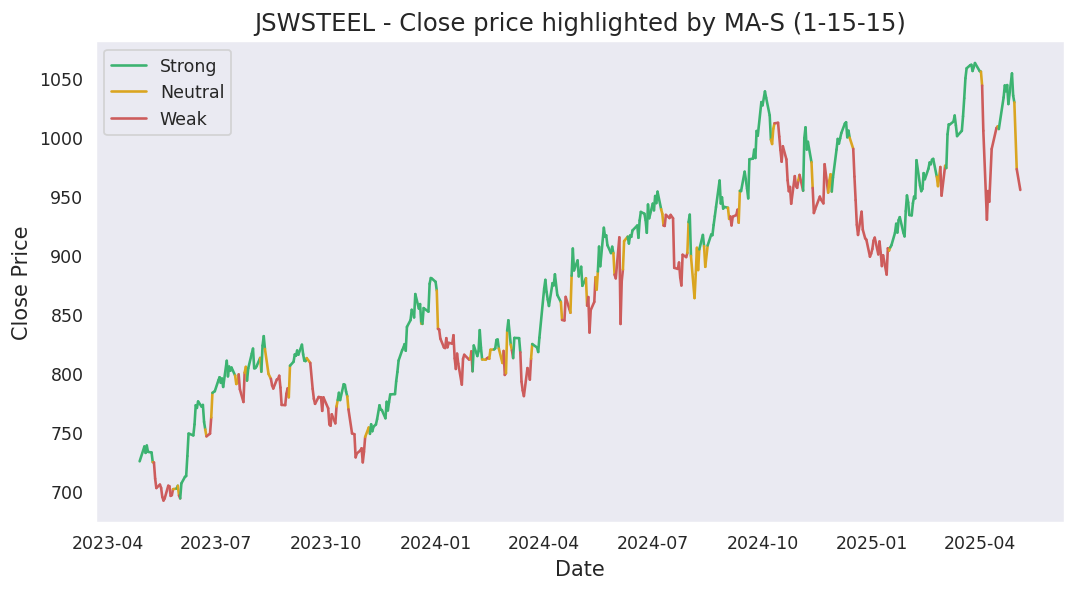 JSWSTEEL - Close price highlighted by MA-S (1-15-15)
Strong
Neutral
Weak
1050
1000
950
900
850
800
750
700
Close Price
2023-04 2023-07 2023-10 2024-01 2024-04 2024-07 2024-10 2025-01 2025-04
Date